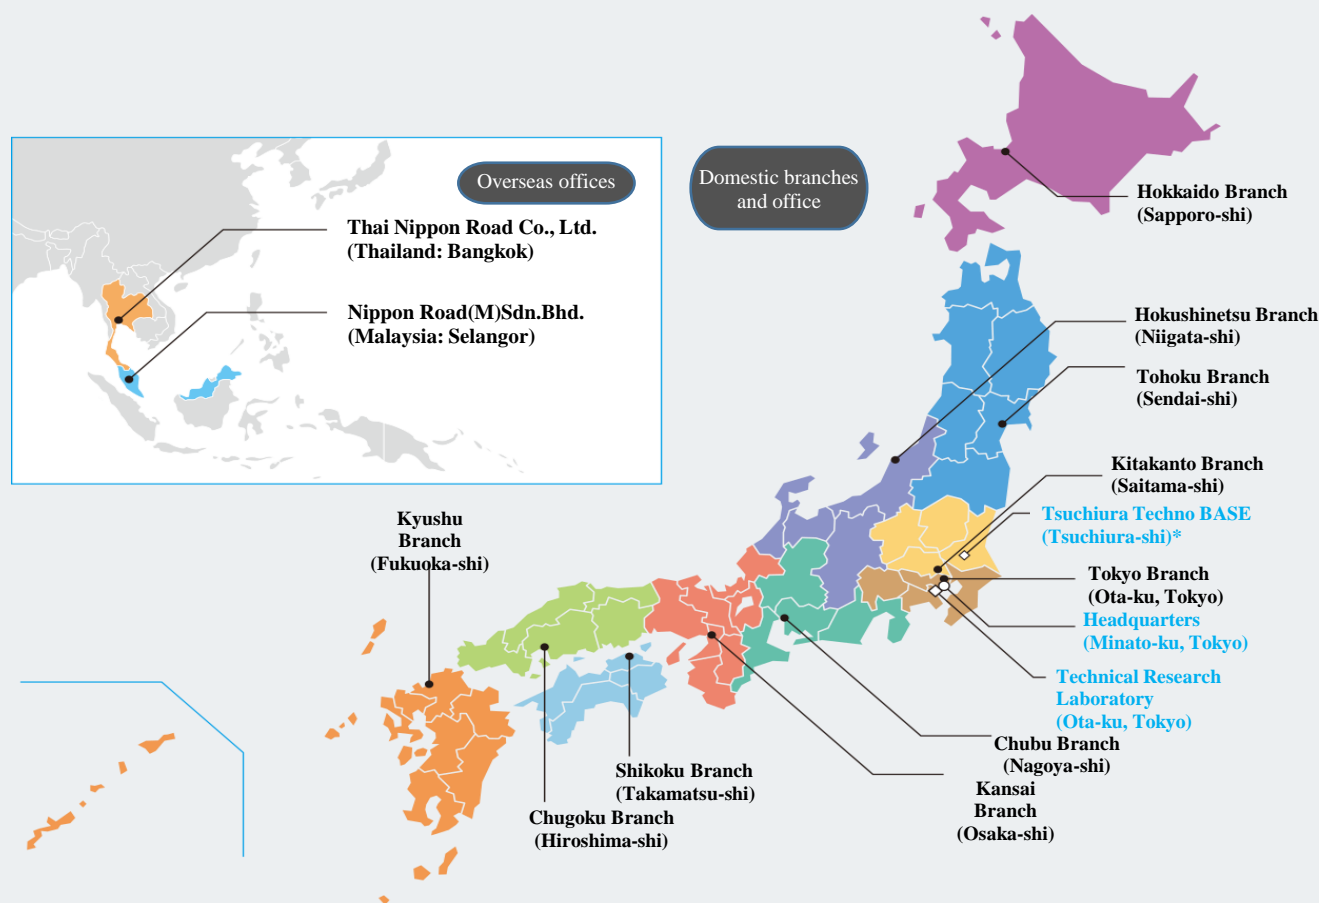 Overseas offices
Thai Nippon Road Co., Ltd.
(Thailand: Bangkok)
Nippon Road(M)Sdn.Bhd.
(Malaysia: Selangor)
Domestic branches
and office
Hokkaido Branch
(Sapporo-shi)
Hokushinetsu Branch
(Niigata-shi)
Tohoku Branch
(Sendai-shi)
Kitakanto Branch
(Saitama-shi)
Tsuchiura Techno BASE
(Tsuchiura-shi)*
Tokyo Branch
(Ota-ku, Tokyo)
Headquarters
(Minato-ku, Tokyo)
Technical Research
Laboratory
(Ota-ku, Tokyo)
Chubu Branch
(Nagoya-shi)
Kansai
Branch
(Osaka-shi)
Kyushu
Branch
(Fukuoka-shi)
Shikoku Branch
(Takamatsu-shi)
Chugoku Branch
(Hiroshima-shi)